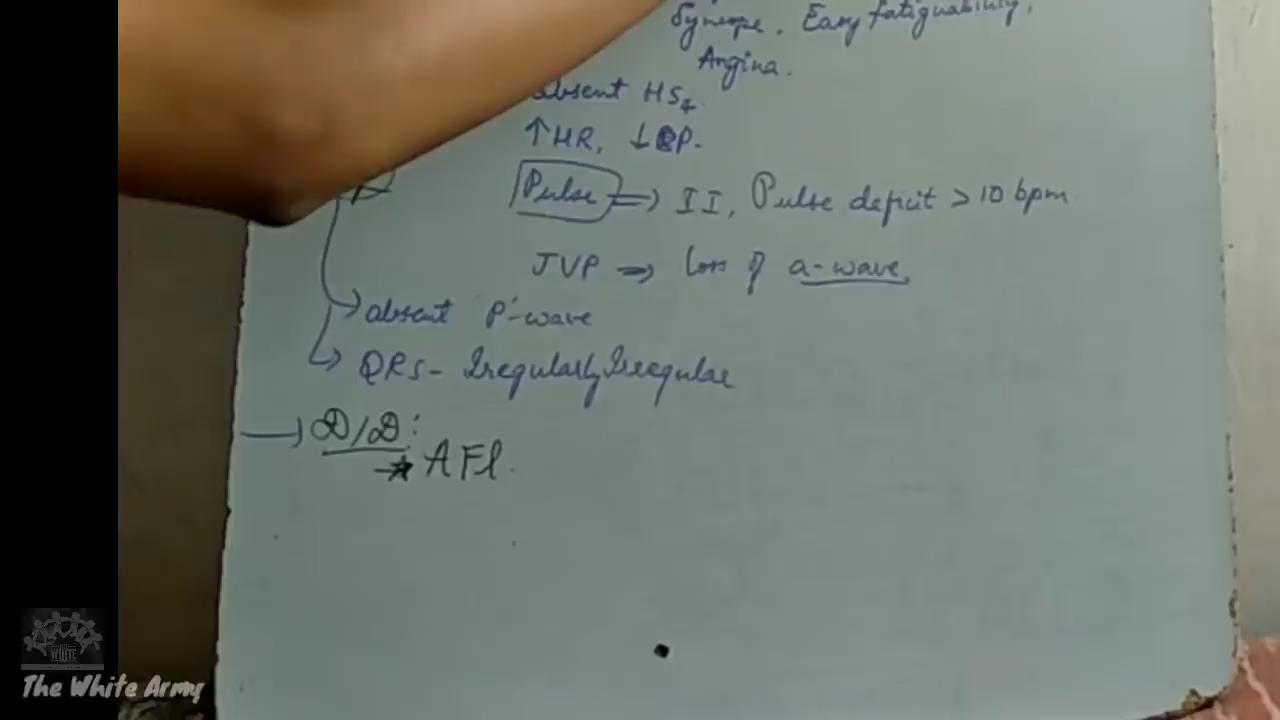 Syncope, Easy fatiguability,
Angina.
absent HS4.
↑HR, ↓BP.
Pulse ⇒ II, Pulse deficit > 10 bpm
JVP ⇒ loss of a-wave
absent 'P'-wave
QRS - Irregularly Irregular
→ D/D:
→ AFl.
WHITE
The White Army